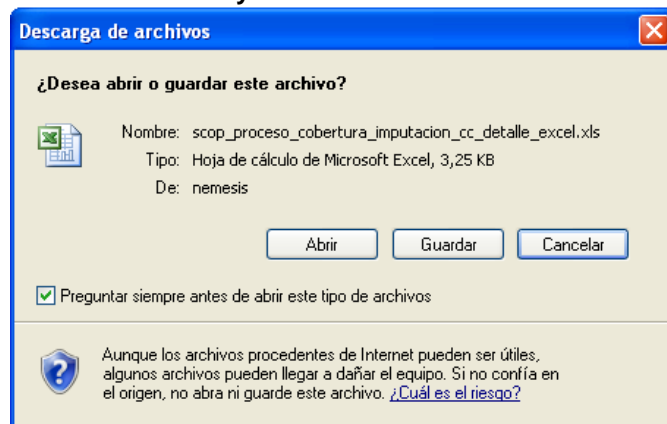 Descarga de archivos
¿Desea abrir o guardar este archivo?
Nombre: scop_proceso_cobertura_imputacion_cc_detalle_excel.xls
Tipo: Hoja de cálculo de Microsoft Excel, 3,25 KB
De: nemesis
Abrir Guardar Cancelar
Preguntar siempre antes de abrir este tipo de archivos
Aunque los archivos procedentes de Internet pueden ser útiles,
algunos archivos pueden llegar a dañar el equipo. Si no confía en
el origen, no abra ni guarde este archivo. ¿Cuál es el riesgo?